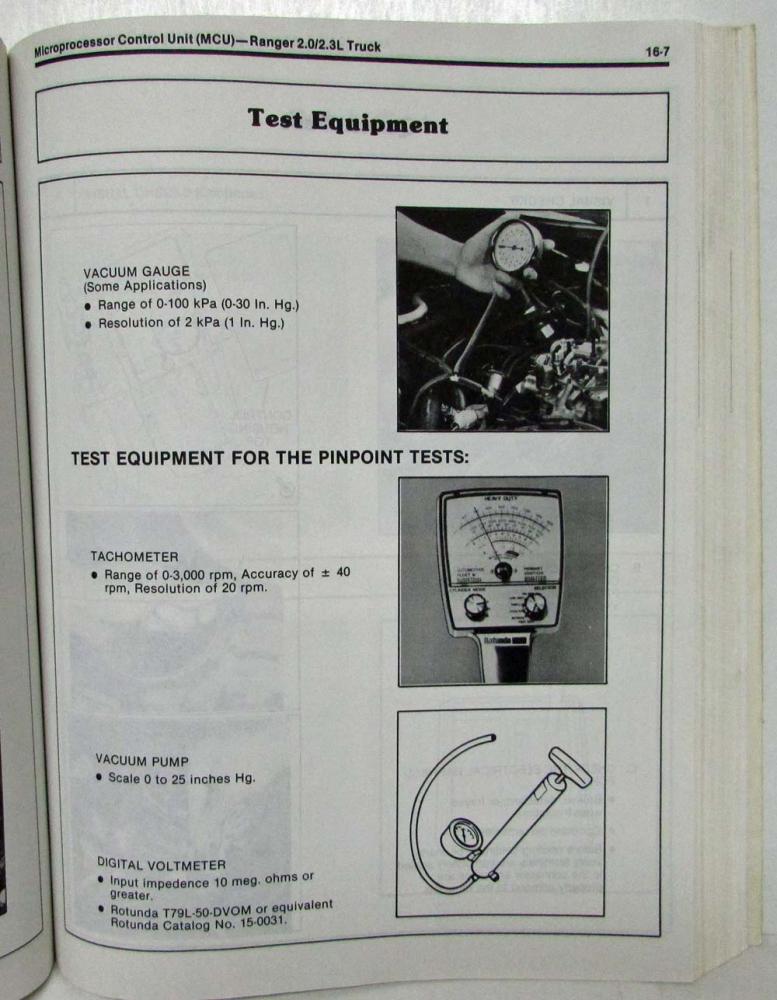 Microprocessor Control Unit (MCU)—Ranger 2.0/2.3L Truck 16-7
Test Equipment
VACUUM GAUGE
(Some Applications)
● Range of 0-100 kPa (0-30 In. Hg.)
● Resolution of 2 kPa (1 In. Hg.)
TEST EQUIPMENT FOR THE PINPOINT TESTS:
HEAVY DUTY
TACHOMETER
● Range of 0-3,000 rpm, Accuracy of ± 40
rpm, Resolution of 20 rpm.
CYLINDER MODE
SELECTOR
Rotunda
VACUUM PUMP
● Scale 0 to 25 inches Hg.
DIGITAL VOLTMETER
● Input impedence 10 meg. ohms or
greater.
● Rotunda T79L-50-DVOM or equivalent
Rotunda Catalog No. 15-0031.